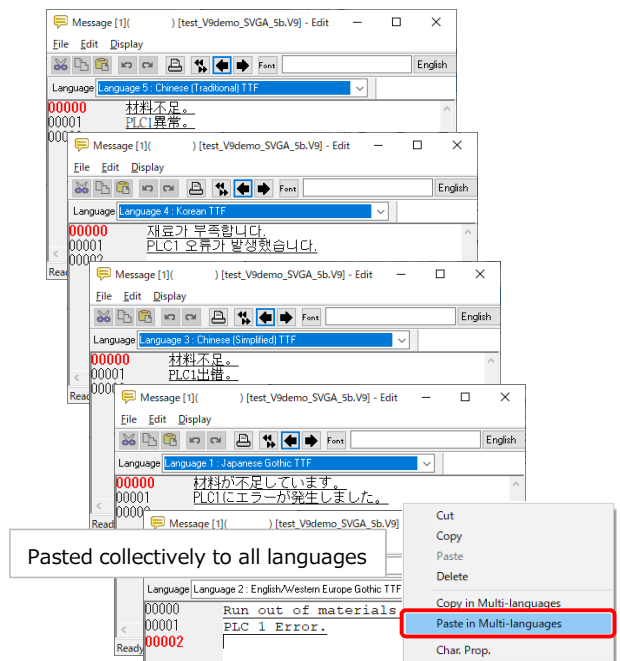 Message [1]( ) [test_V9demo_SVGA_5b.V9] - Edit
File Edit Display
Font English
Language Language 5 : Chinese (Traditional) TTF
00000 材料不足。
00001 PLC1異常。
000
Message [1]( ) [test_V9demo_SVGA_5b.V9] - Edit
File Edit Display
Font English
Language Language 4 : Korean TTF
00000 재료가 부족합니다.
00001 PLC1 오류가 발생했습니다.
00002
Read
Message [1]( ) [test_V9demo_SVGA_5b.V9] - Edit
File Edit Display
Font English
Language Language 3 : Chinese (Simplified) TTF
00000 材料不足。
00001 PLC1出错。
0000
Read
Message [1]( ) [test_V9demo_SVGA_5b.V9] - Edit
File Edit Display
Font English
Language Language 1 : Japanese Gothic TTF
00000 材料が不足しています。
00001 PLC1にエラーが発生しました。
00002
Read
Message [1]( ) [test_V9demo_SVGA_5b.V9]
Pasted collectively to all languages
Language Language 2 : English/Western Europe Gothic TTF
00000 Run out of materials
00001 PLC 1 Error.
00002
Ready
Cut
Copy
Paste
Delete
Copy in Multi-languages
Paste in Multi-languages
Char. Prop.